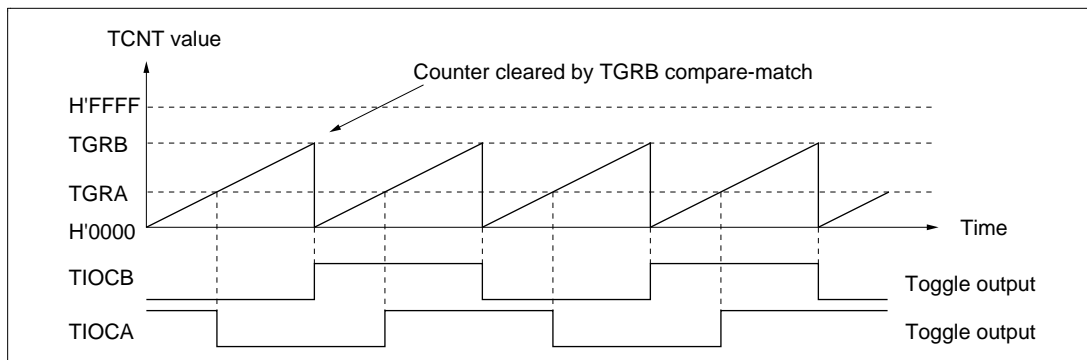 TCNT value
Counter cleared by TGRB compare-match
H'FFFF
TGRB
TGRA
H'0000
Time
TIOCB
Toggle output
TIOCA
Toggle output